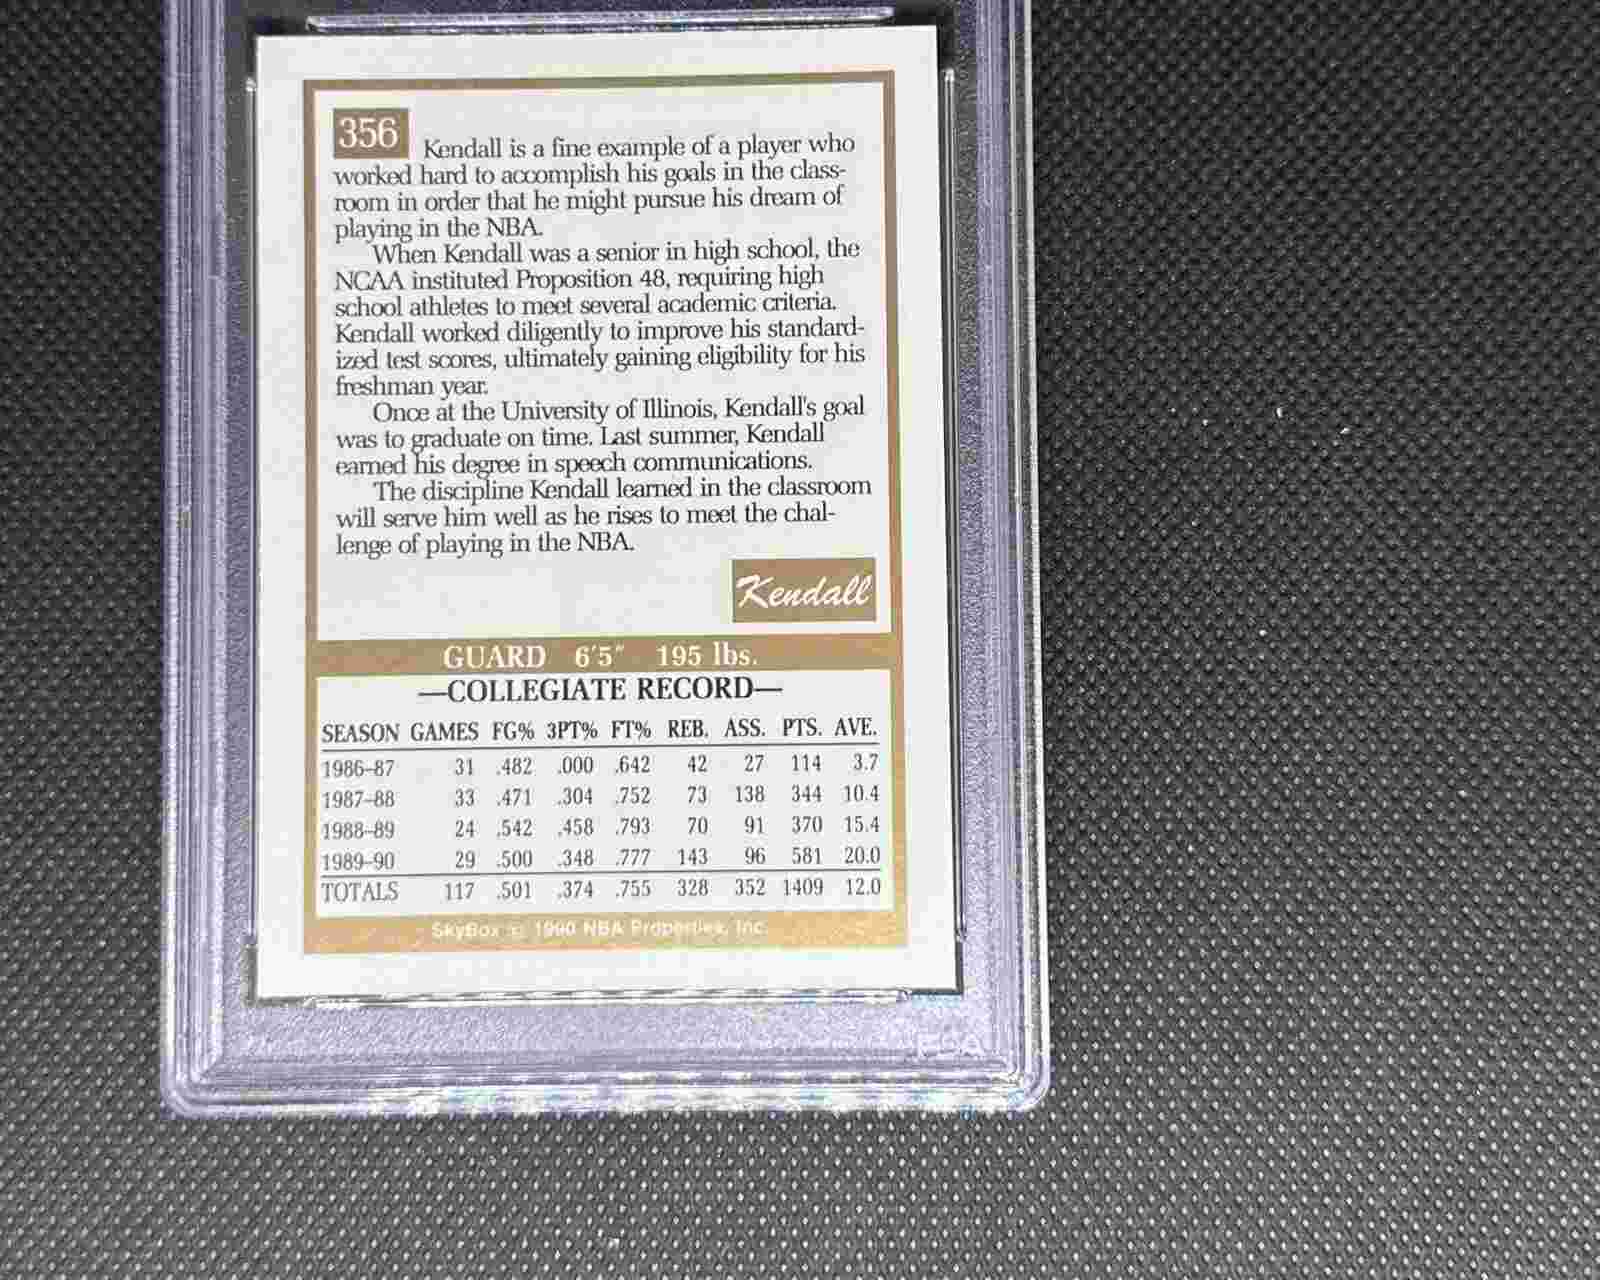 356
Kendall is a fine example of a player who
worked hard to accomplish his goals in the class-
room in order that he might pursue his dream of
playing in the NBA.
When Kendall was a senior in high school, the
NCAA instituted Proposition 48, requiring high
school athletes to meet several academic criteria.
Kendall worked diligently to improve his standard-
ized test scores, ultimately gaining eligibility for his
freshman year.
Once at the University of Illinois, Kendall's goal
was to graduate on time. Last summer, Kendall
earned his degree in speech communications.
The discipline Kendall learned in the classroom
will serve him well as he rises to meet the chal-
lenge of playing in the NBA.
Kendall
GUARD 6'5" 195 lbs.
—COLLEGIATE RECORD—
SEASON GAMES FG% 3PT% FT% REB. ASS. PTS. AVE.
1986–87 31 .482 .000 .642 42 27 114 3.7
1987–88 33 .471 .304 .752 73 138 344 10.4
1988–89 24 .542 .458 .793 70 91 370 15.4
1989–90 29 .500 .348 .777 143 96 581 20.0
TOTALS 117 .501 .374 .755 328 352 1409 12.0
SkyBox © 1990 NBA Properties, Inc.
PSA